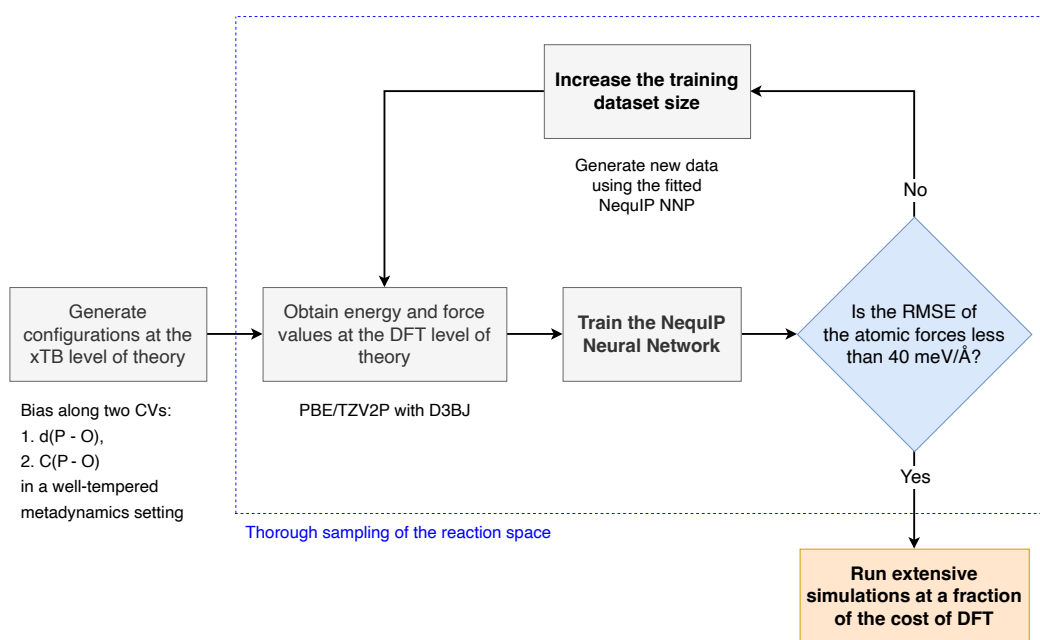 Increase the training
dataset size
Generate new data
using the fitted
NequIP NNP
No
Generate
configurations at the
xTB level of theory
Obtain energy and force
values at the DFT level of
theory
Train the NequIP
Neural Network
Is the RMSE of
the atomic forces less
than 40 meV/Å?
Bias along two CVs:
1. d(P - O),
2. C(P - O)
in a well-tempered
metadynamics setting
PBE/TZV2P with D3BJ
Yes
Thorough sampling of the reaction space
Run extensive
simulations at a fraction
of the cost of DFT